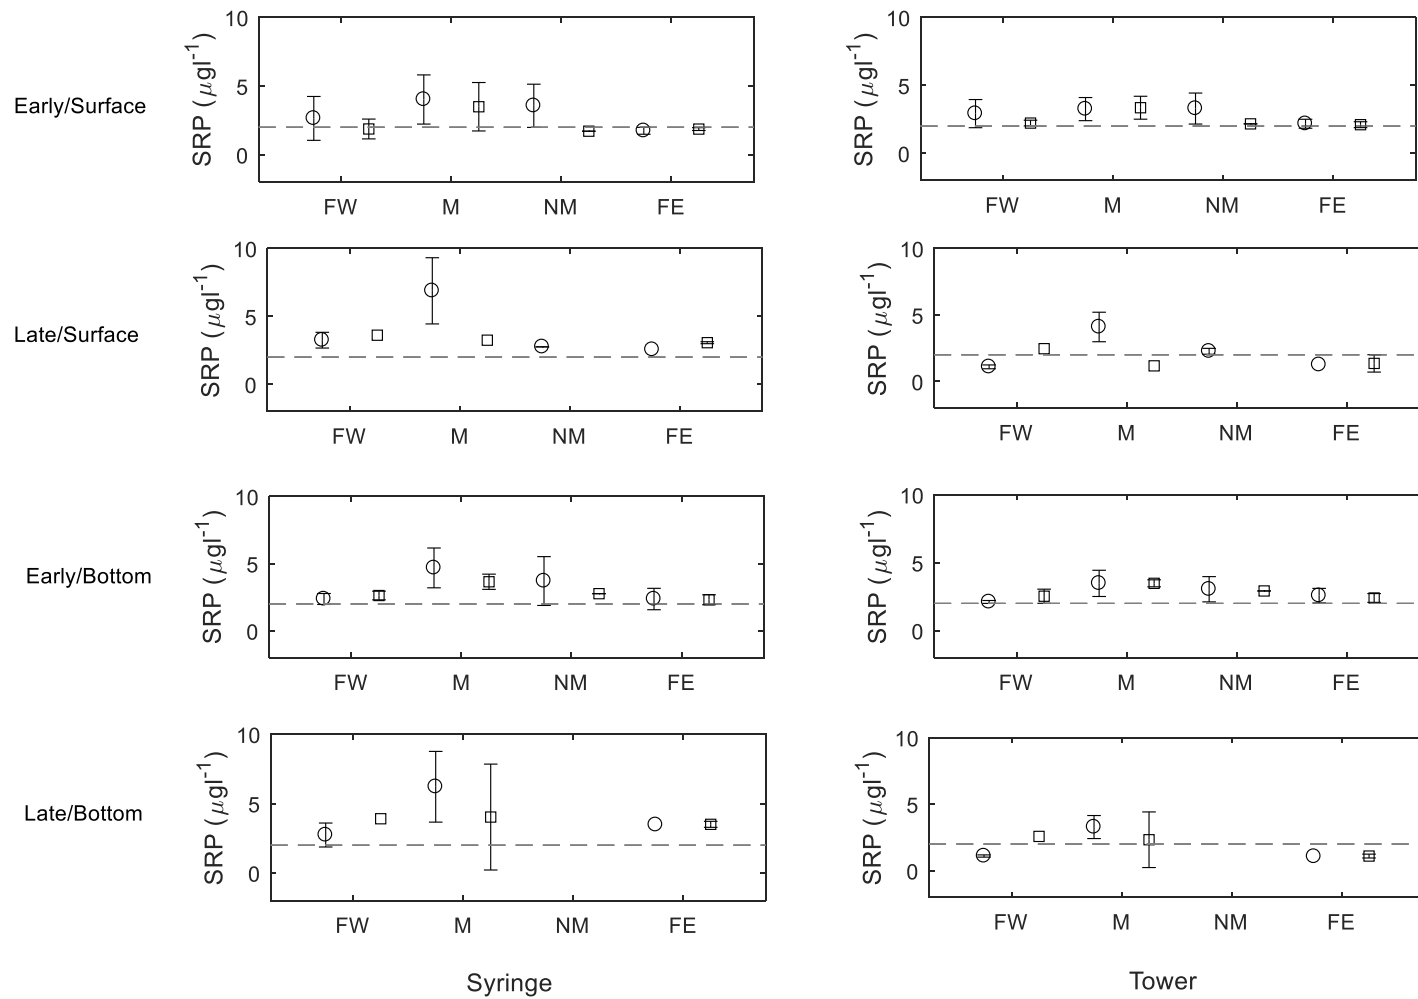 Early/Surface
SRP (μgl-1)
10
5
0
FW M NM FE
SRP (μgl-1)
10
5
0
FW M NM FE
Late/Surface
SRP (μgl-1)
10
5
0
FW M NM FE
SRP (μgl-1)
10
5
0
FW M NM FE
Early/Bottom
SRP (μgl-1)
10
5
0
FW M NM FE
SRP (μgl-1)
10
5
0
FW M NM FE
Late/Bottom
SRP (μgl-1)
10
5
0
FW M NM FE
SRP (μgl-1)
10
5
0
FW M NM FE
Syringe
Tower